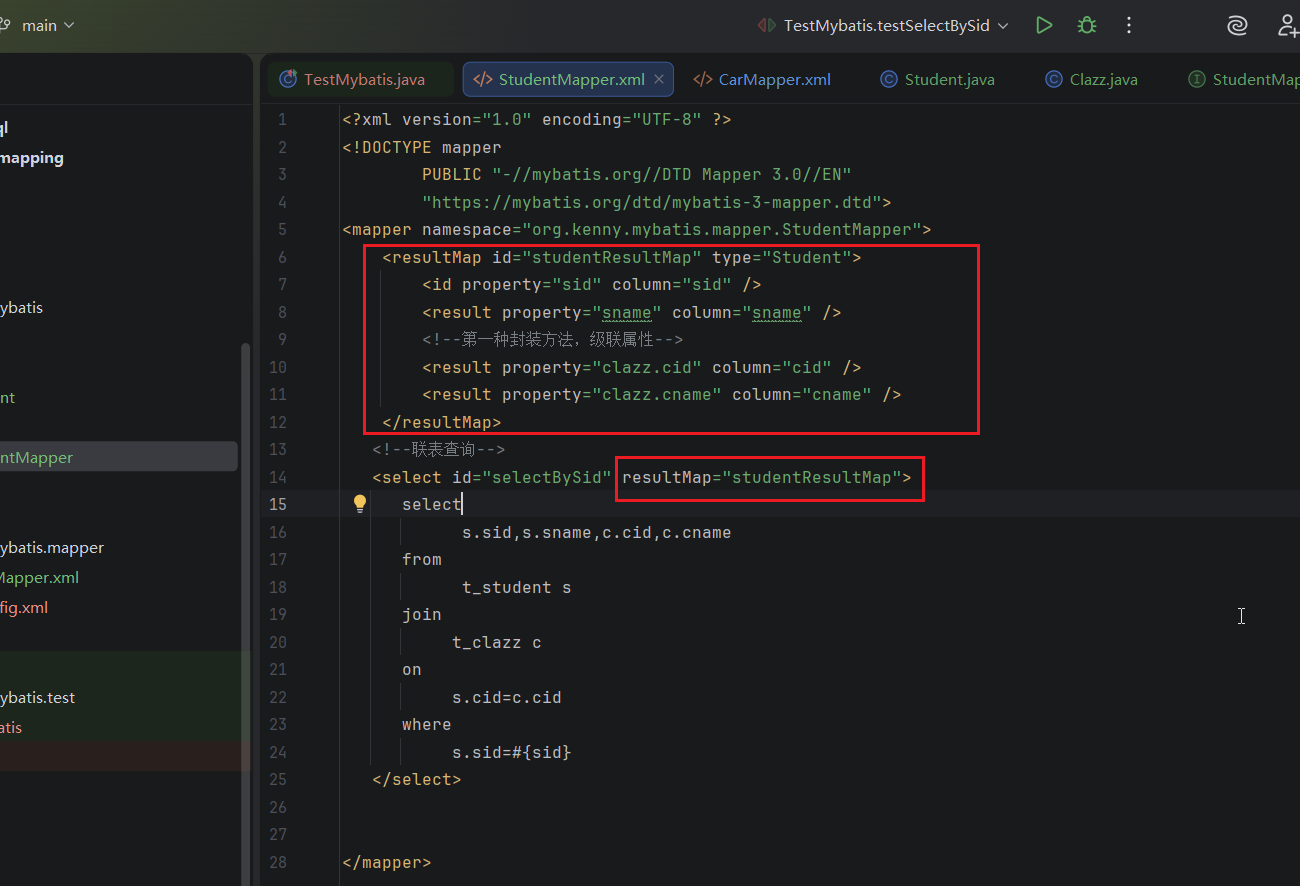 main
TestMybatis.testSelectBySid
TestMybatis.java
StudentMapper.xml
CarMapper.xml
Student.java
Clazz.java
StudentMap
ql
mapping
ybatis
nt
ntMapper
ybatis.mapper
Mapper.xml
fig.xml
ybatis.test
atis
1 <?xml version="1.0" encoding="UTF-8" ?>
2 <!DOCTYPE mapper
3 PUBLIC "-//mybatis.org//DTD Mapper 3.0//EN"
4 "https://mybatis.org/dtd/mybatis-3-mapper.dtd">
5 <mapper namespace="org.kenny.mybatis.mapper.StudentMapper">
6 <resultMap id="studentResultMap" type="Student">
7 <id property="sid" column="sid" />
8 <result property="sname" column="sname" />
9 <!--第一种封装方法，级联属性-->
10 <result property="clazz.cid" column="cid" />
11 <result property="clazz.cname" column="cname" />
12 </resultMap>
13 <!--联表查询-->
14 <select id="selectBySid" resultMap="studentResultMap">
15 select
16 s.sid,s.sname,c.cid,c.cname
17 from
18 t_student s
19 join
20 t_clazz c
21 on
22 s.cid=c.cid
23 where
24 s.sid=#{sid}
25 </select>
26
27
28 </mapper>